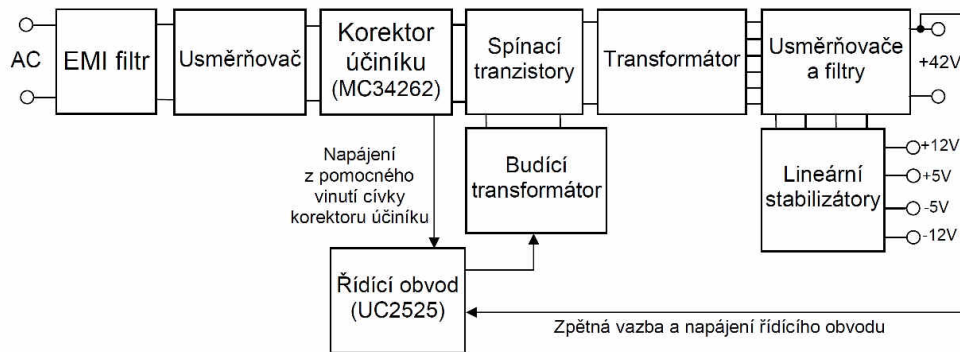 AC
EMI filtr
Usměrňovač
Korektor
účiníku
(MC34262)
Spínací
tranzistory
Transformátor
Usměrňovače
a filtry
+42V
Napájení
z pomocného
vinutí cívky
korektoru účiníku
Budící
transformátor
Lineární
stabilizátory
+12V
+5V
-5V
-12V
Řídící obvod
(UC2525)
Zpětná vazba a napájení řídícího obvodu